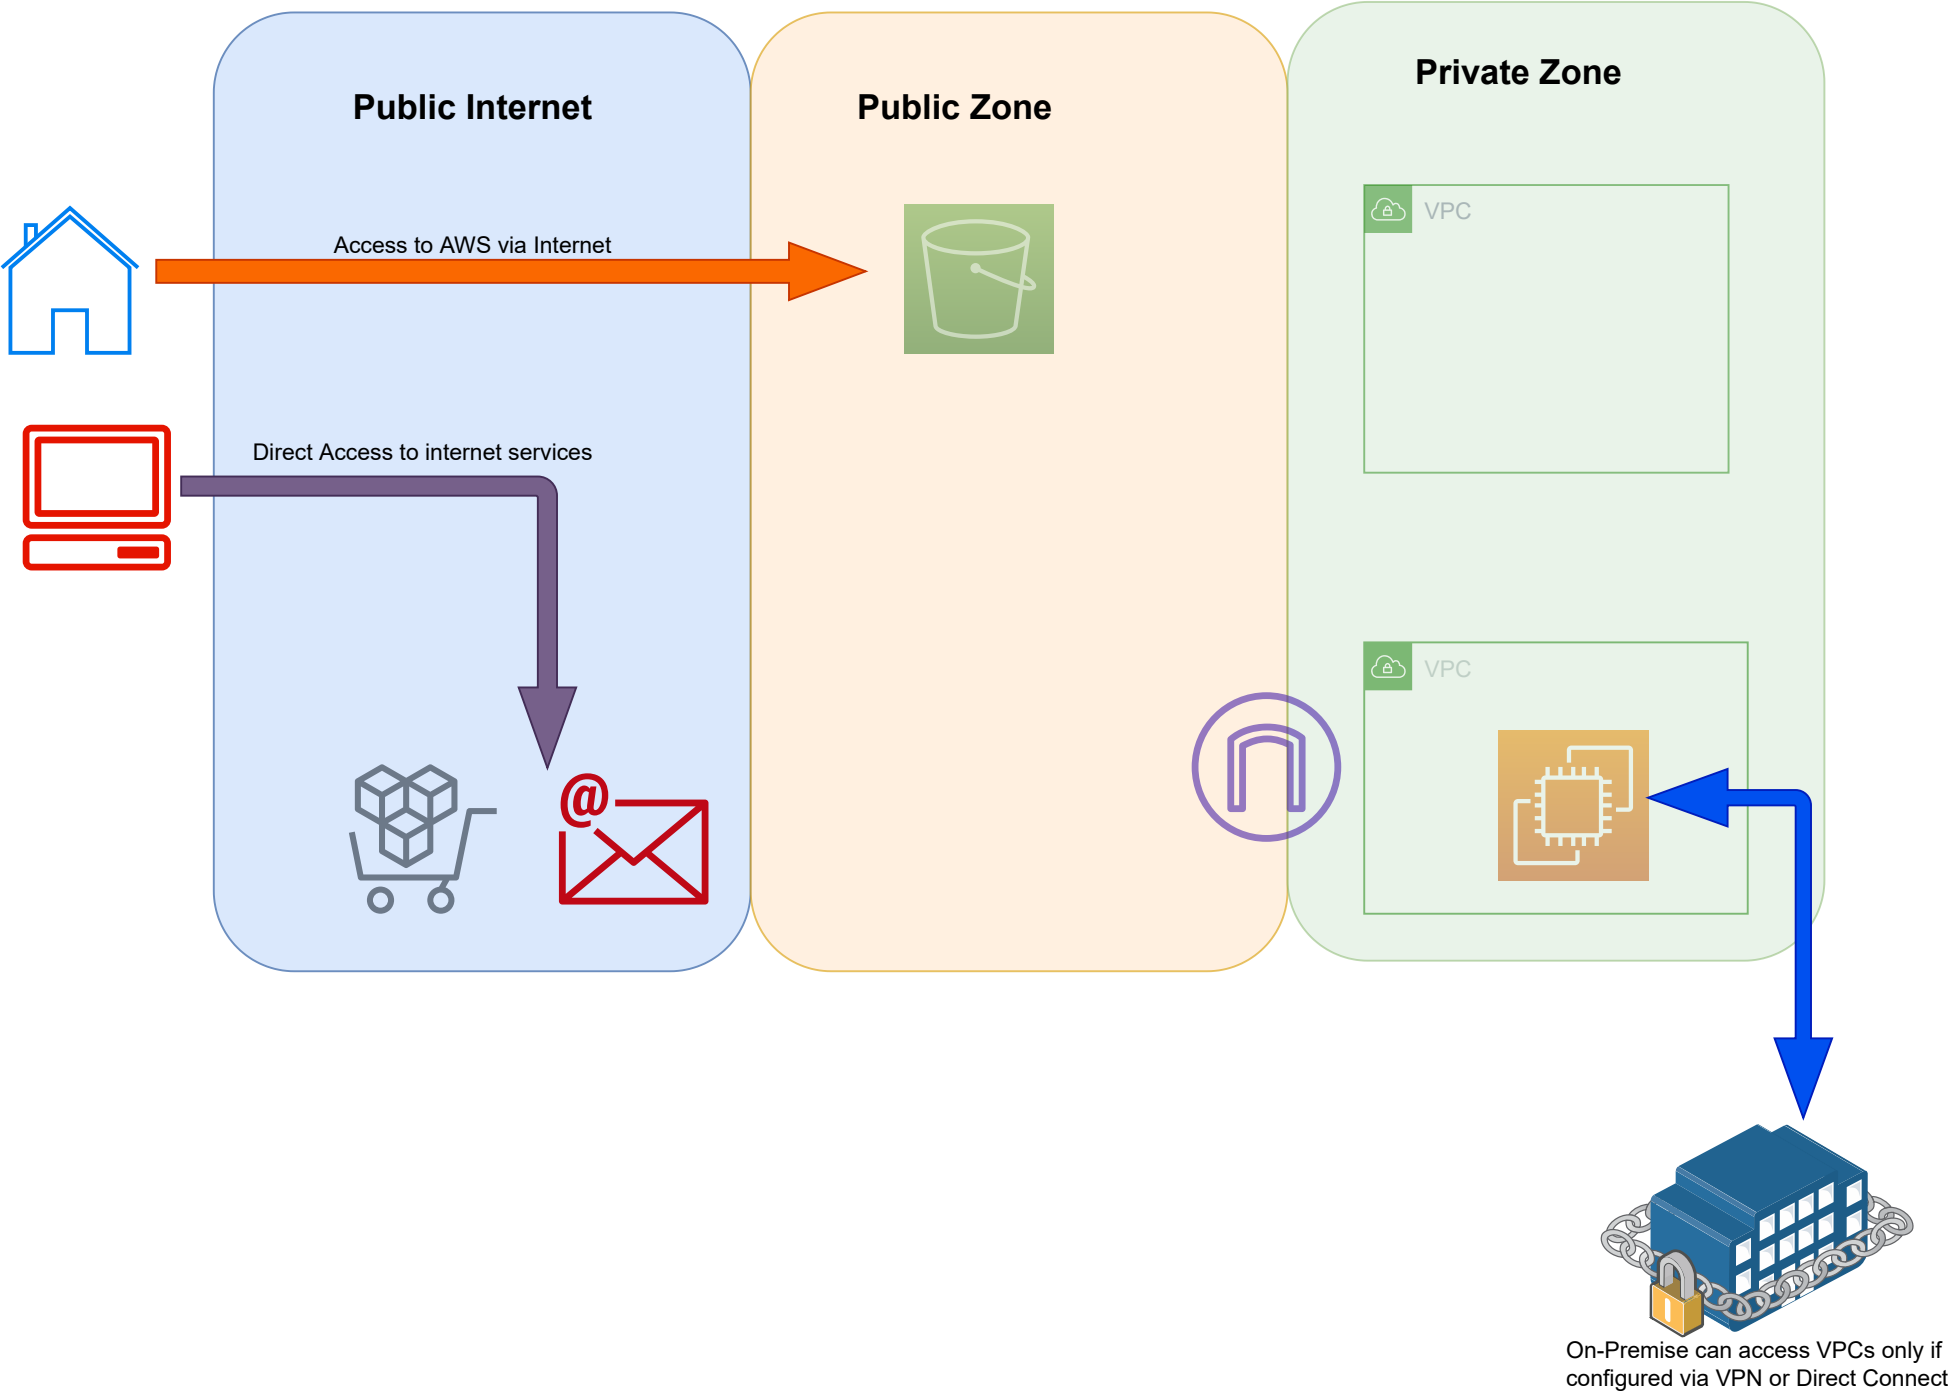 Public Internet
Public Zone
Private Zone
Access to AWS via Internet
VPC
Direct Access to internet services
VPC
@
On-Premise can access VPCs only if
configured via VPN or Direct Connect